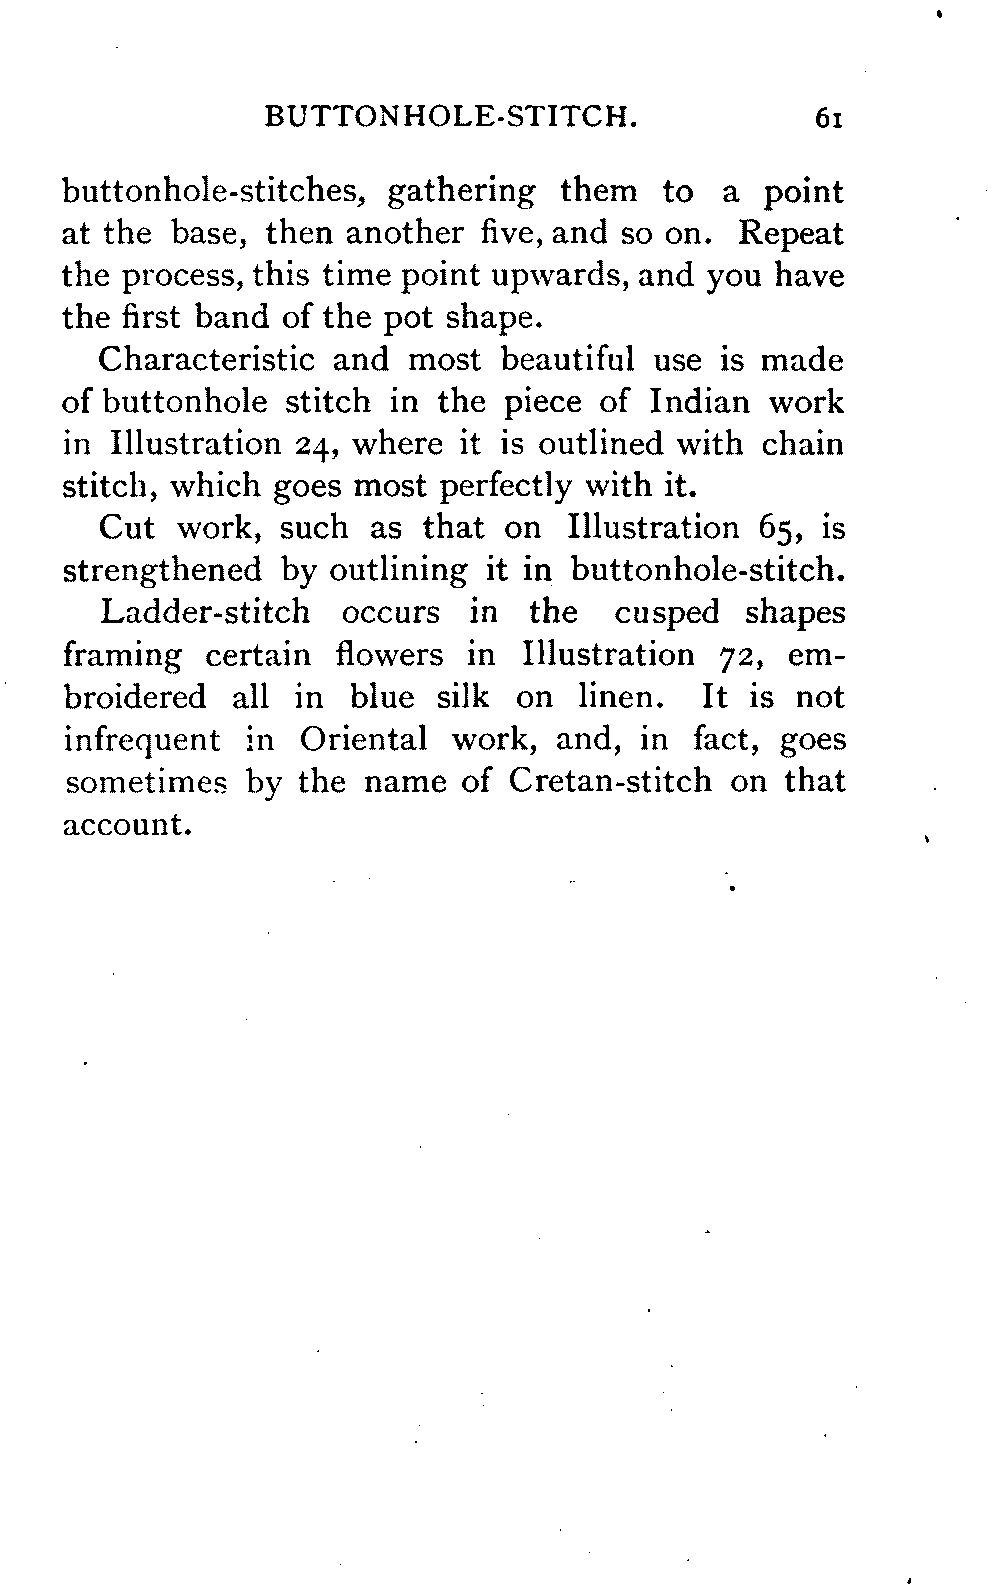 BUTTONHOLE-STITCH. 61
buttonhole-stitches, gathering them to a point
at the base, then another five, and so on. Repeat
the process, this time point upwards, and you have
the first band of the pot shape.
Characteristic and most beautiful use is made
of buttonhole stitch in the piece of Indian work
in Illustration 24, where it is outlined with chain
stitch, which goes most perfectly with it.
Cut work, such as that on Illustration 65, is
strengthened by outlining it in buttonhole-stitch.
Ladder-stitch occurs in the cusped shapes
framing certain flowers in Illustration 72, em-
broidered all in blue silk on linen. It is not
infrequent in Oriental work, and, in fact, goes
sometimes by the name of Cretan-stitch on that
account.